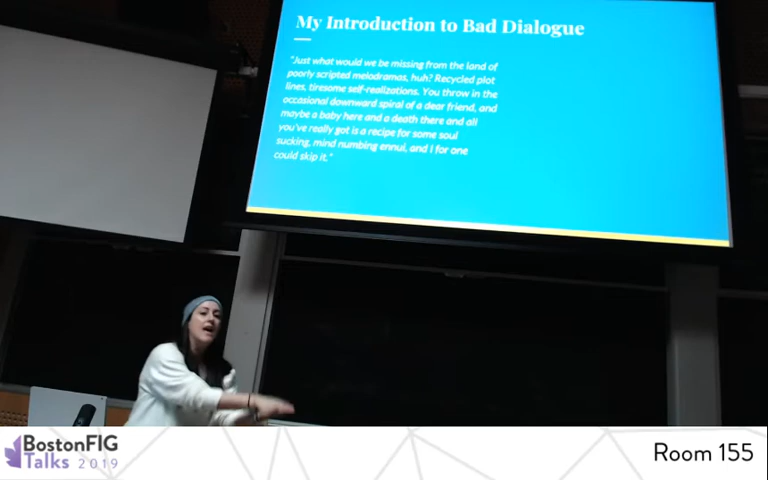 My Introduction to Bad Dialogue
"Just what would we be missing from the land of
poorly scripted melodramas, huh? Recycled plot
lines, tiresome self-realizations. You throw in the
occasional downward spiral of a dear friend, and
maybe a baby here and a death there and all
you've really got is a recipe for some soul
sucking, mind numbing ennui, and I for one
could skip it."
BostonFIG
Talks 2019
Room 155